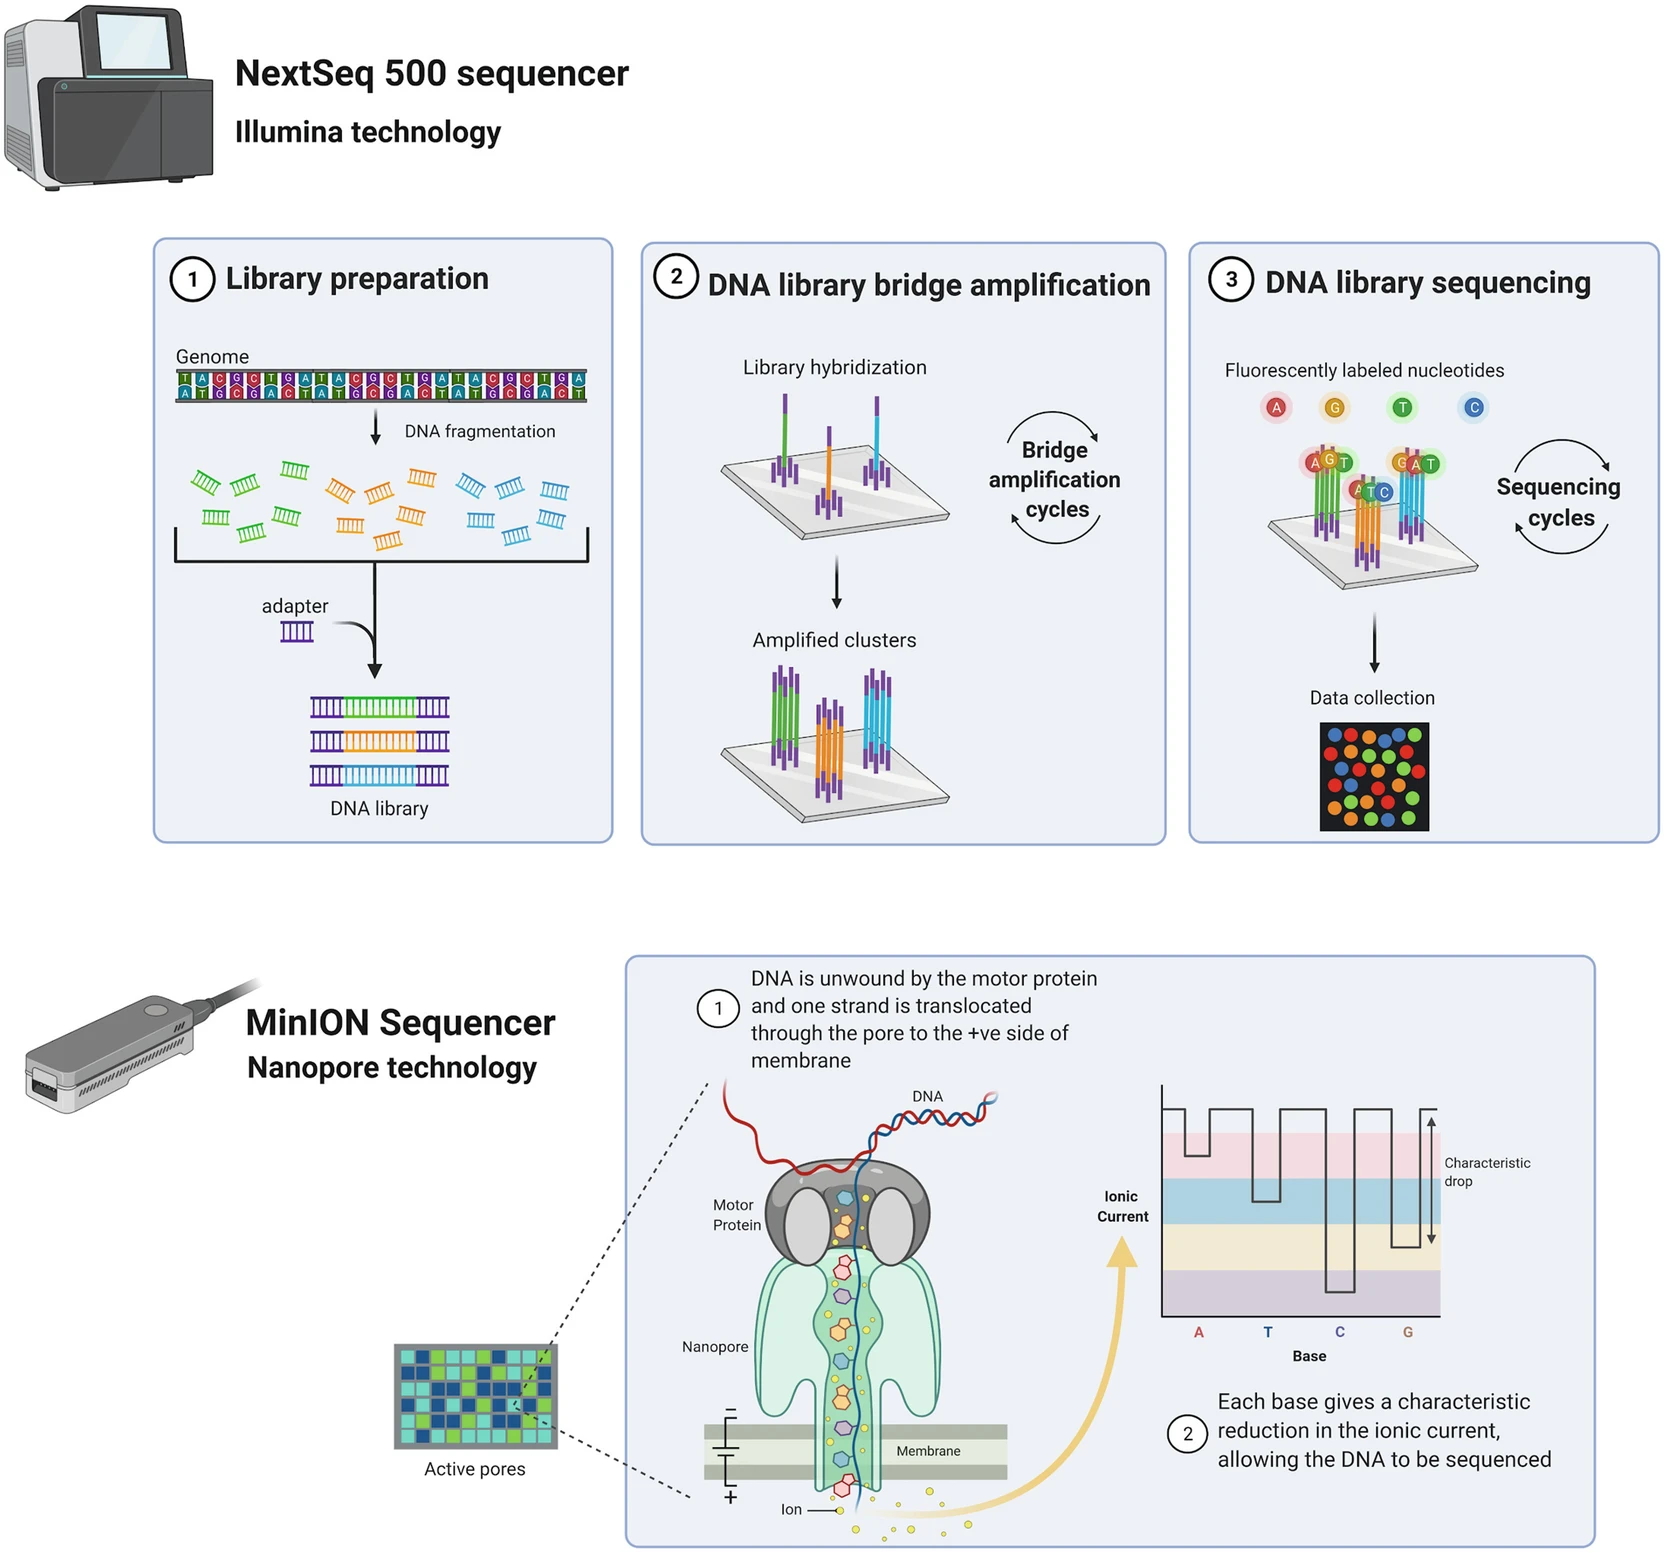 NextSeq 500 sequencer
Illumina technology
1 Library preparation
Genome
T A C G C T G A T A C G C T G A T A C G C T G A
A T G C G A C T A T G C G A C T A T G C G A C T
DNA fragmentation
adapter
DNA library
2 DNA library bridge amplification
Library hybridization
Bridge
amplification
cycles
Amplified clusters
3 DNA library sequencing
Fluorescently labeled nucleotides
A G T C
A G T G A T
A T C
Sequencing
cycles
Data collection
MinION Sequencer
Nanopore technology
Active pores
1
DNA is unwound by the motor protein
and one strand is translocated
through the pore to the +ve side of
membrane
DNA
Motor
Protein
Nanopore
Membrane
−
+
Ion
Ionic
Current
Characteristic
drop
A T C G
Base
2
Each base gives a characteristic
reduction in the ionic current,
allowing the DNA to be sequenced